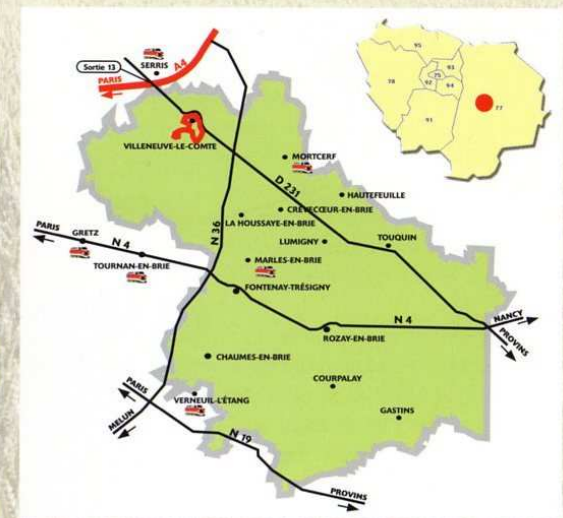 SERRIS
Sortie 13
PARIS
A4
VILLENEUVE-LE-COMTE
MORTCERF
D 231
HAUTEFEUILLE
CRÈVECŒUR-EN-BRIE
LA HOUSSAYE-EN-BRIE
N 36
LUMIGNY
TOUQUIN
PARIS
GRETZ
N 4
TOURNAN-EN-BRIE
MARLES-EN-BRIE
FONTENAY-TRÉSIGNY
N 4
NANCY
PROVINS
ROZAY-EN-BRIE
CHAUMES-EN-BRIE
COURPALAY
PARIS
VERNEUIL-L'ÉTANG
GASTINS
MELUN
N 19
PROVINS
95
78
93
75
92
94
77
91